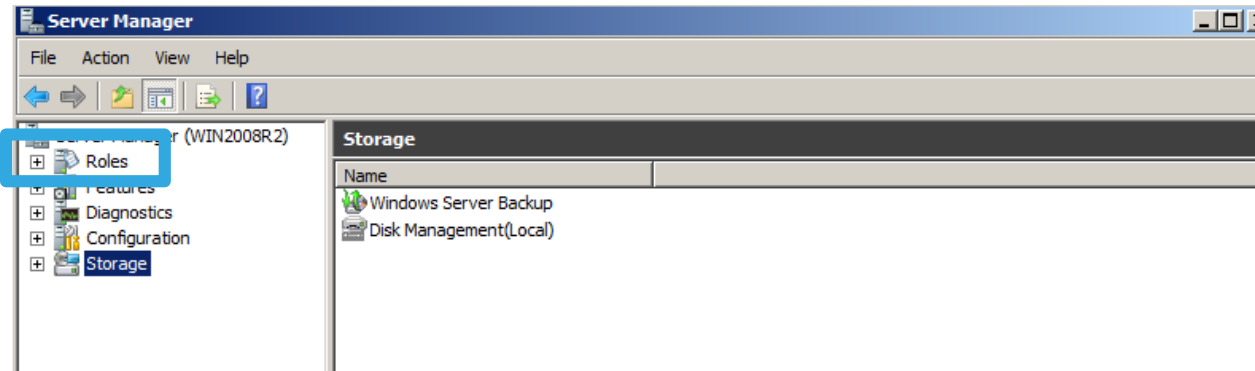 Server Manager
File Action View Help
Server Manager (WIN2008R2)
Roles
Features
Diagnostics
Configuration
Storage
Storage
Name
Windows Server Backup
Disk Management(Local)